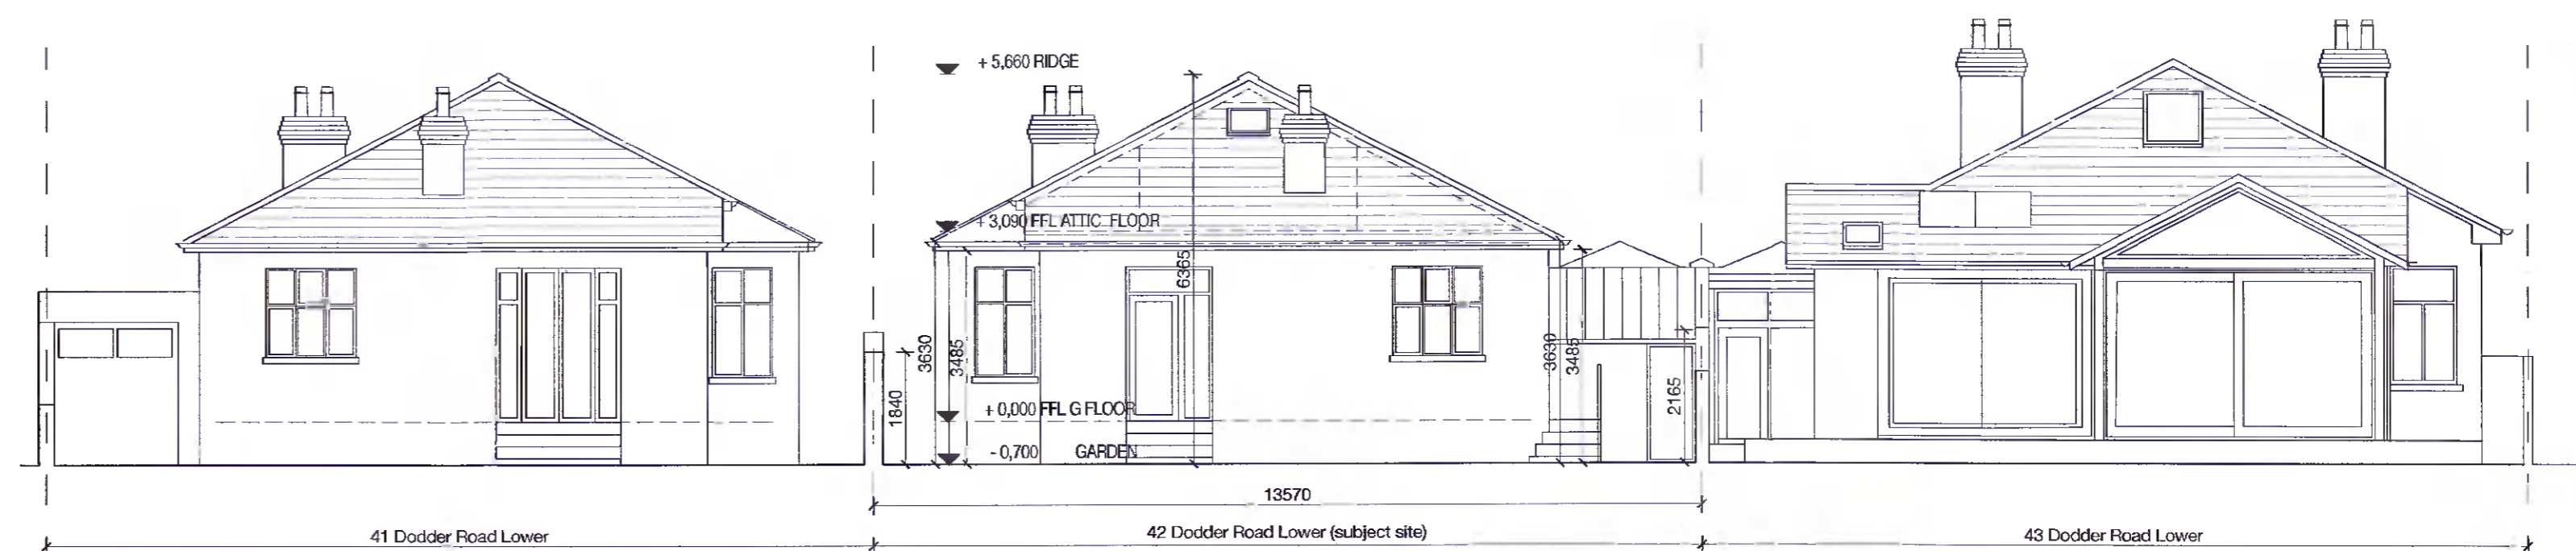 + 5,660 RIDGE
+ 3,090 FFL ATTIC FLOOR
6365
3630
3485
3630
3485
1840
2165
+ 0,000 FFL G FLOOR
- 0,700 GARDEN
13570
41 Dodder Road Lower
42 Dodder Road Lower (subject site)
43 Dodder Road Lower